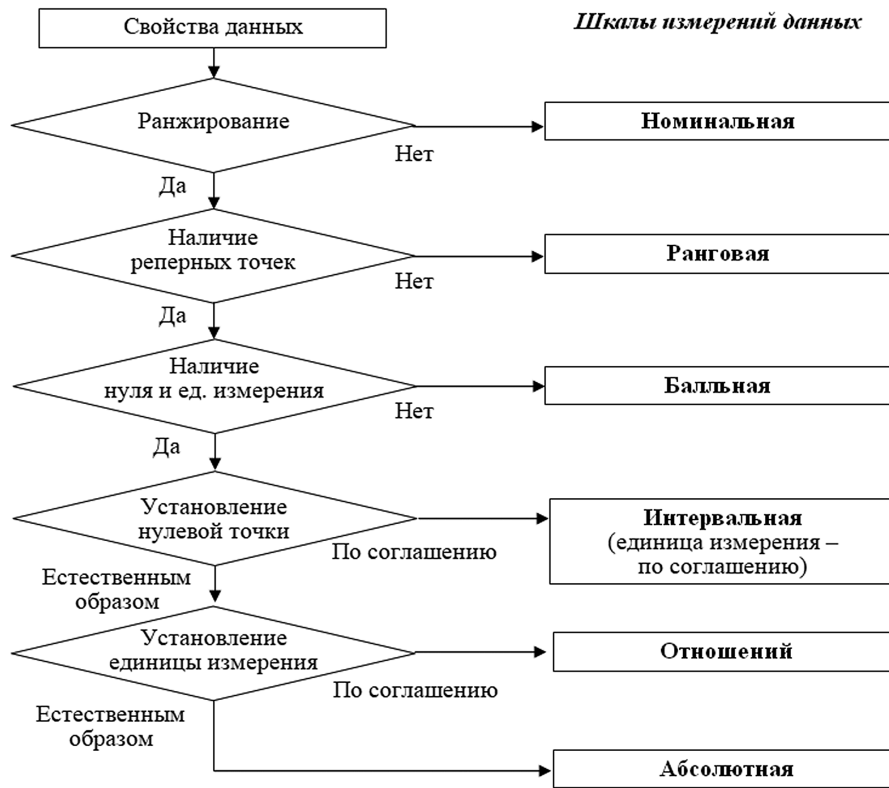 Свойства данных
Шкалы измерений данных
Ранжирование
Номинальная
Нет
Да
Наличие
реперных точек
Ранговая
Нет
Да
Наличие
нуля и ед. измерения
Балльная
Нет
Да
Установление
нулевой точки
Интервальная
(единица измерения –
по соглашению)
По соглашению
Естественным
образом
Установление
единицы измерения
Отношений
По соглашению
Естественным
образом
Абсолютная